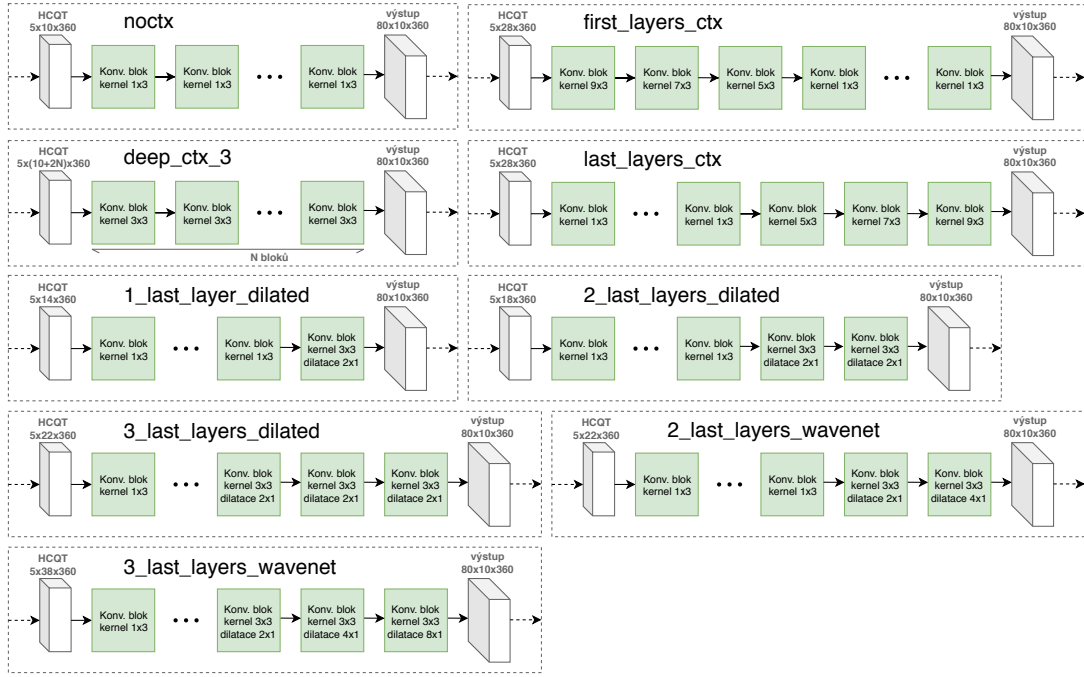 noctx
HCQT
5x10x360
Konv. blok
kernel 1x3
Konv. blok
kernel 1x3
• • •
Konv. blok
kernel 1x3
výstup
80x10x360
first_layers_ctx
HCQT
5x28x360
Konv. blok
kernel 9x3
Konv. blok
kernel 7x3
Konv. blok
kernel 5x3
Konv. blok
kernel 1x3
• • •
Konv. blok
kernel 1x3
výstup
80x10x360
deep_ctx_3
HCQT
5x(10+2N)x360
Konv. blok
kernel 3x3
Konv. blok
kernel 3x3
• • •
Konv. blok
kernel 3x3
N bloků
výstup
80x10x360
last_layers_ctx
HCQT
5x28x360
Konv. blok
kernel 1x3
• • •
Konv. blok
kernel 1x3
Konv. blok
kernel 5x3
Konv. blok
kernel 7x3
Konv. blok
kernel 9x3
výstup
80x10x360
1_last_layer_dilated
HCQT
5x14x360
Konv. blok
kernel 1x3
• • •
Konv. blok
kernel 1x3
Konv. blok
kernel 3x3
dilatace 2x1
výstup
80x10x360
2_last_layers_dilated
HCQT
5x18x360
Konv. blok
kernel 1x3
• • •
Konv. blok
kernel 1x3
Konv. blok
kernel 3x3
dilatace 2x1
Konv. blok
kernel 3x3
dilatace 2x1
výstup
80x10x360
3_last_layers_dilated
HCQT
5x22x360
Konv. blok
kernel 1x3
• • •
Konv. blok
kernel 3x3
dilatace 2x1
Konv. blok
kernel 3x3
dilatace 2x1
Konv. blok
kernel 3x3
dilatace 2x1
výstup
80x10x360
2_last_layers_wavenet
HCQT
5x22x360
Konv. blok
kernel 1x3
• • •
Konv. blok
kernel 1x3
Konv. blok
kernel 3x3
dilatace 2x1
Konv. blok
kernel 3x3
dilatace 4x1
výstup
80x10x360
3_last_layers_wavenet
HCQT
5x38x360
Konv. blok
kernel 1x3
• • •
Konv. blok
kernel 3x3
dilatace 2x1
Konv. blok
kernel 3x3
dilatace 4x1
Konv. blok
kernel 3x3
dilatace 8x1
výstup
80x10x360